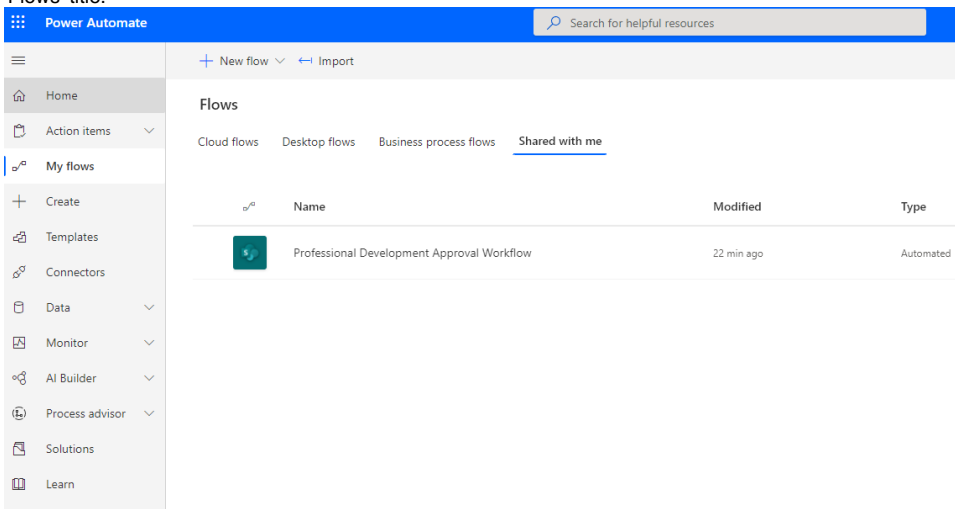 Flows' title.
Power Automate
Search for helpful resources
New flow
Import
Home
Action items
My flows
Create
Templates
Connectors
Data
Monitor
AI Builder
Process advisor
Solutions
Learn
Flows
Cloud flows
Desktop flows
Business process flows
Shared with me
Name
Modified
Type
Professional Development Approval Workflow
22 min ago
Automated